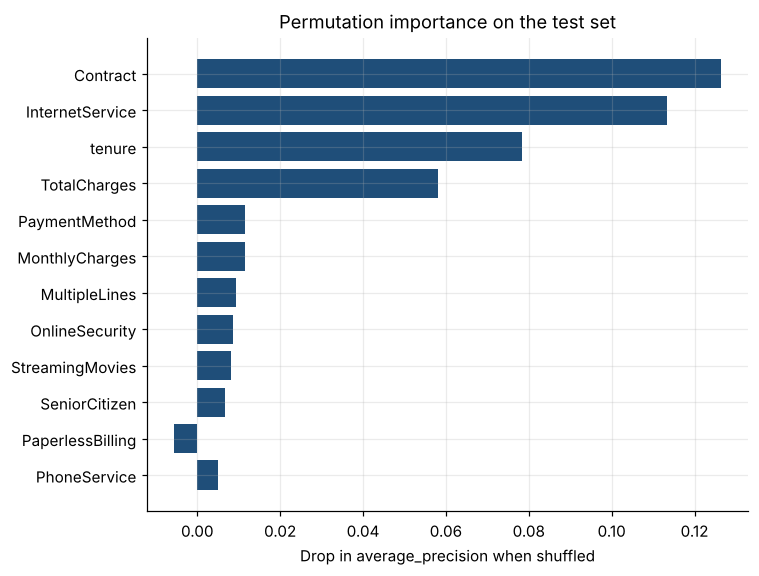 Permutation importance on the test set
Contract
InternetService
tenure
TotalCharges
PaymentMethod
MonthlyCharges
MultipleLines
OnlineSecurity
StreamingMovies
SeniorCitizen
PaperlessBilling
PhoneService
0.00 0.02 0.04 0.06 0.08 0.10 0.12
Drop in average_precision when shuffled